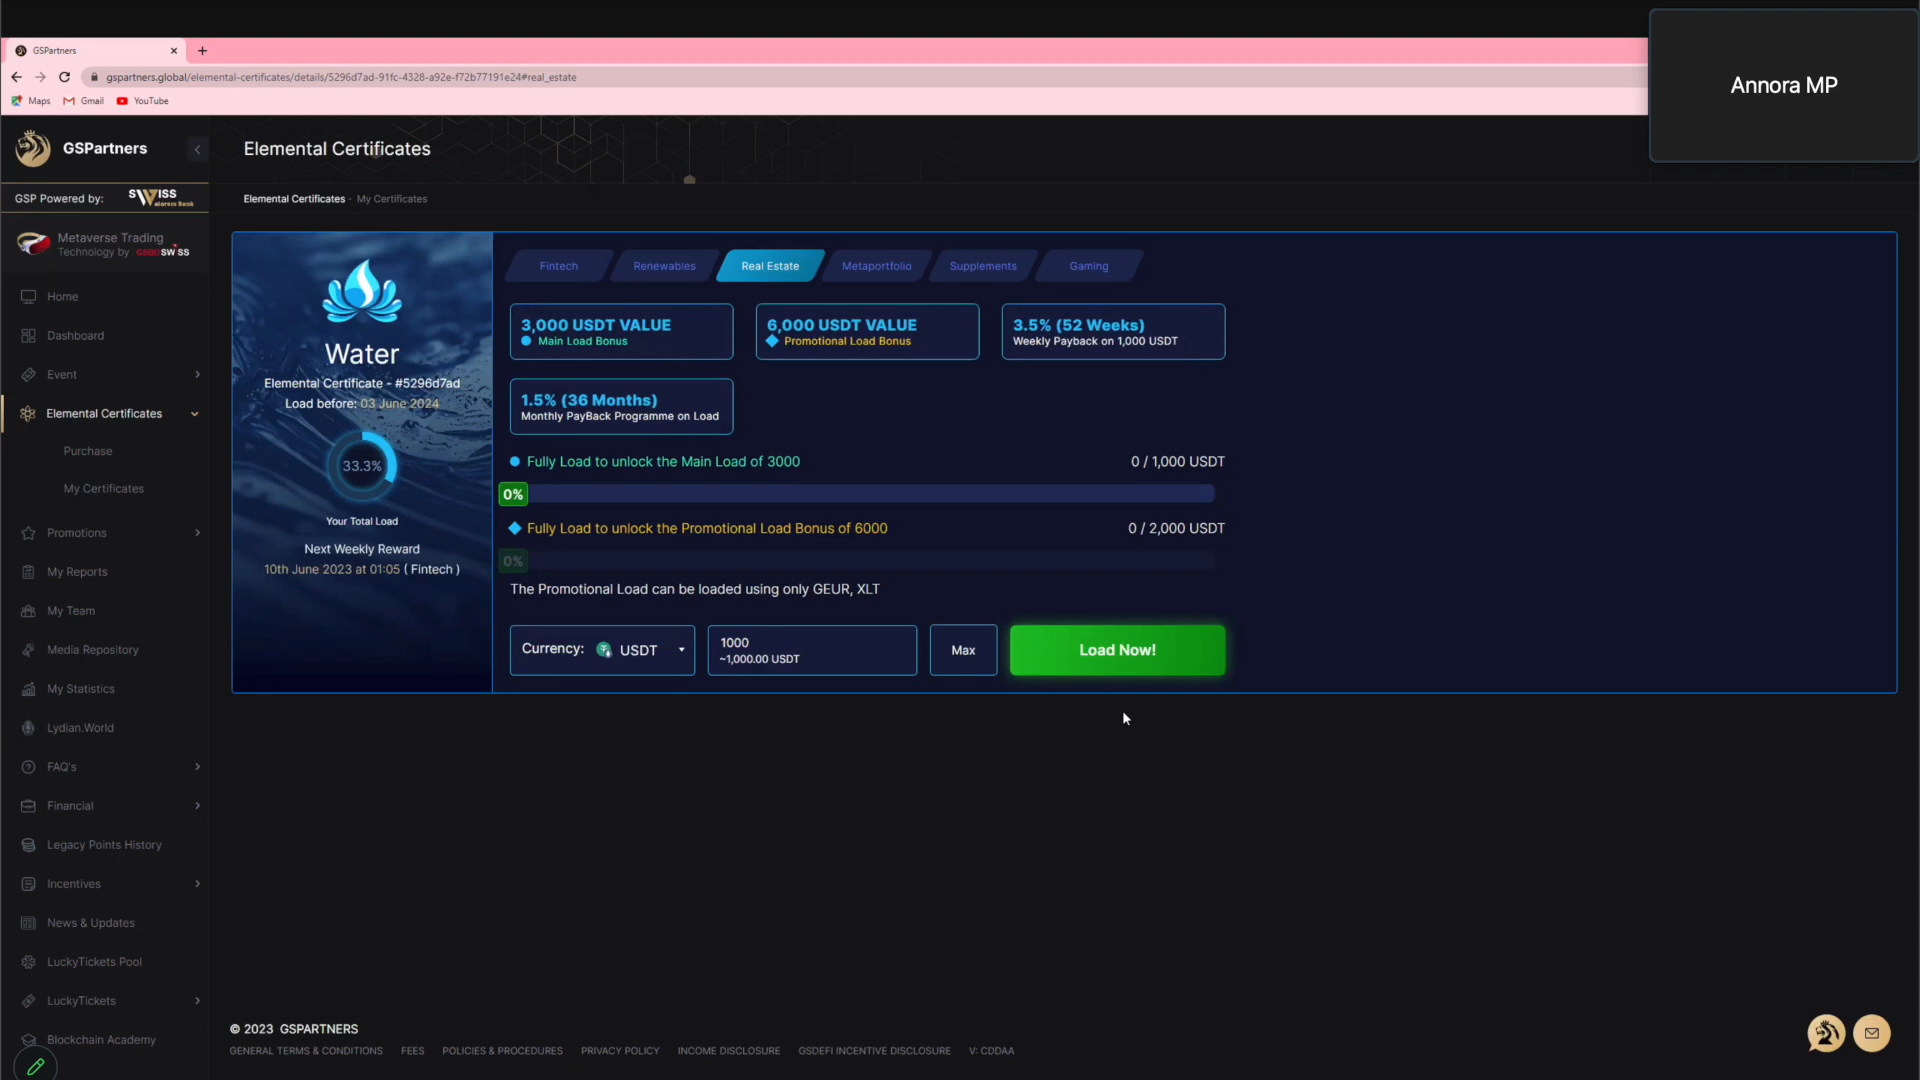 GSPartners
gspartners.global/elemental-certificates/details/5296d7ad-91fc-4328-a92e-f72b77191e24#real_estate
Maps
Gmail
YouTube
Annora MP
GSPartners
Elemental Certificates
GSP Powered by:
SWISS
Valorem Bank
Elemental Certificates - My Certificates
Metaverse Trading
Technology by GSBGSWISS
Home
Dashboard
Event
Elemental Certificates
Purchase
My Certificates
Promotions
My Reports
My Team
Media Repository
My Statistics
Lydian.World
FAQ's
Financial
Legacy Points History
Incentives
News & Updates
LuckyTickets Pool
LuckyTickets
Blockchain Academy
Water
Elemental Certificate - #5296d7ad
Load before: 03 June 2024
33.3%
Your Total Load
Next Weekly Reward
10th June 2023 at 01:05 ( Fintech )
Fintech
Renewables
Real Estate
Metaportfolio
Supplements
Gaming
3,000 USDT VALUE
Main Load Bonus
6,000 USDT VALUE
Promotional Load Bonus
3.5% (52 Weeks)
Weekly Payback on 1,000 USDT
1.5% (36 Months)
Monthly PayBack Programme on Load
Fully Load to unlock the Main Load of 3000
0 / 1,000 USDT
0%
Fully Load to unlock the Promotional Load Bonus of 6000
0 / 2,000 USDT
0%
The Promotional Load can be loaded using only GEUR, XLT
Currency: USDT
1000
~1,000.00 USDT
Max
Load Now!
© 2023 GSPARTNERS
GENERAL TERMS & CONDITIONS
FEES
POLICIES & PROCEDURES
PRIVACY POLICY
INCOME DISCLOSURE
GSDEFI INCENTIVE DISCLOSURE
V: CDDAA